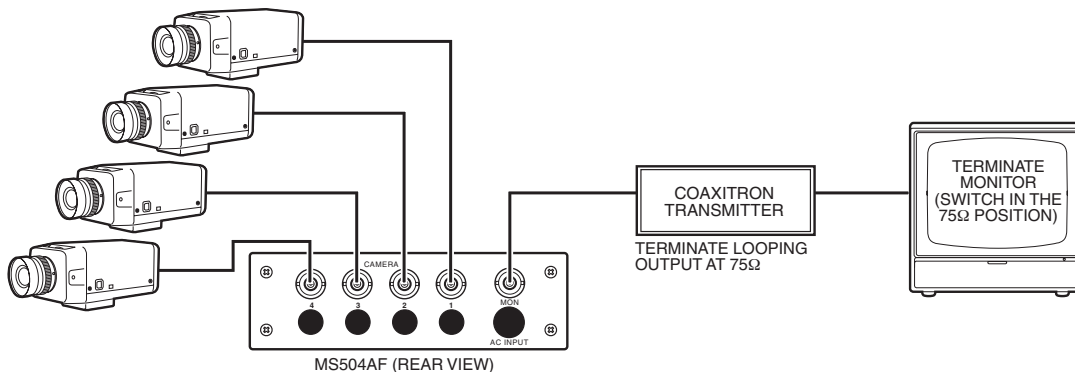 TERMINATE
MONITOR
(SWITCH IN THE
75Ω POSITION)
COAXITRON
TRANSMITTER
TERMINATE LOOPING
OUTPUT AT 75Ω
CAMERA
4 3 2 1 MON
AC INPUT
MS504AF (REAR VIEW)